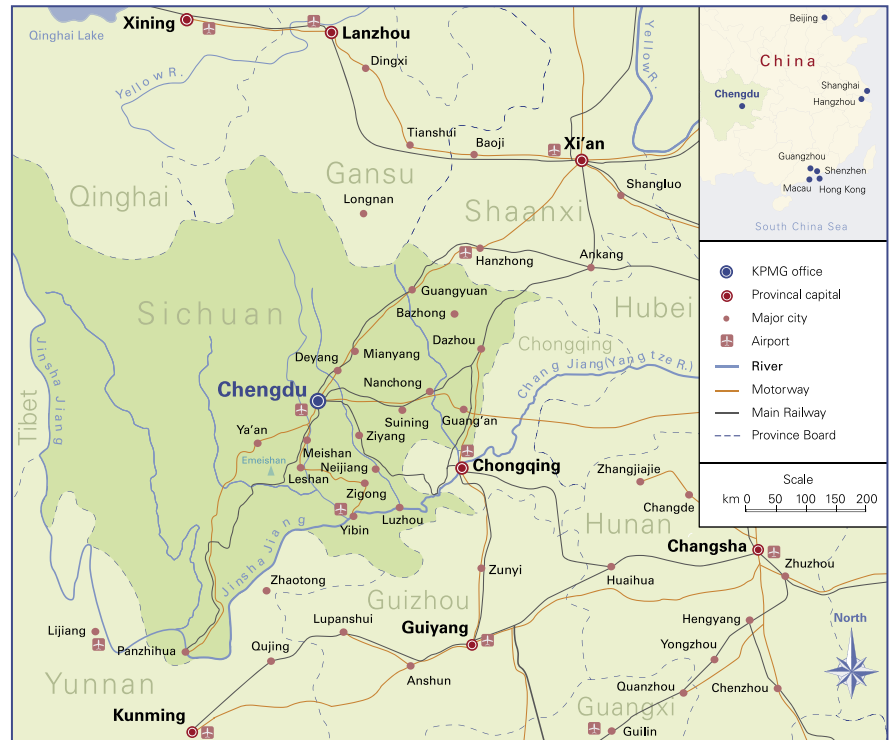 Xining
Qinghai Lake
Lanzhou
Dingxi
Yellow R.
Yellow R.
Tianshui
Baoji
Xi'an
Shangluo
Gansu
Qinghai
Longnan
Shaanxi
Hanzhong
Ankang
Guangyuan
Bazhong
Hubei
Sichuan
Dazhou
Chongqing
Deyang
Mianyang
Chang Jiang (Yangtze R.)
Jinsha Jiang
Nanchong
Chengdu
Tibet
Suining
Guang'an
Ya'an
Ziyang
Meishan
Emeishan
Neijiang
Leshan
Chongqing
Zhangjiajie
Zigong
Changde
Luzhou
Yibin
Hunan
Jinsha Jiang
Changsha
Zhuzhou
Zunyi
Huaihua
Zhaotong
Guizhou
Lupanshui
Guiyang
Hengyang
Lijiang
Panzhihua
Qujing
Yongzhou
Anshun
Yunnan
Quanzhou
Chenzhou
Guangxi
Kunming
Guilin
North
Beijing
China
Shanghai
Chengdu
Hangzhou
Guangzhou
Shenzhen
Macau
Hong Kong
South China Sea
KPMG office
Provincal capital
Major city
Airport
River
Motorway
Main Railway
Province Board
Scale
km 0 50 100 150 200